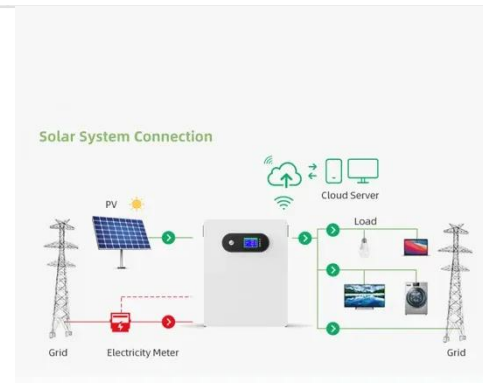 Solar System Connection
Cloud Server
PV
Load
Grid
Electricity Meter
Grid